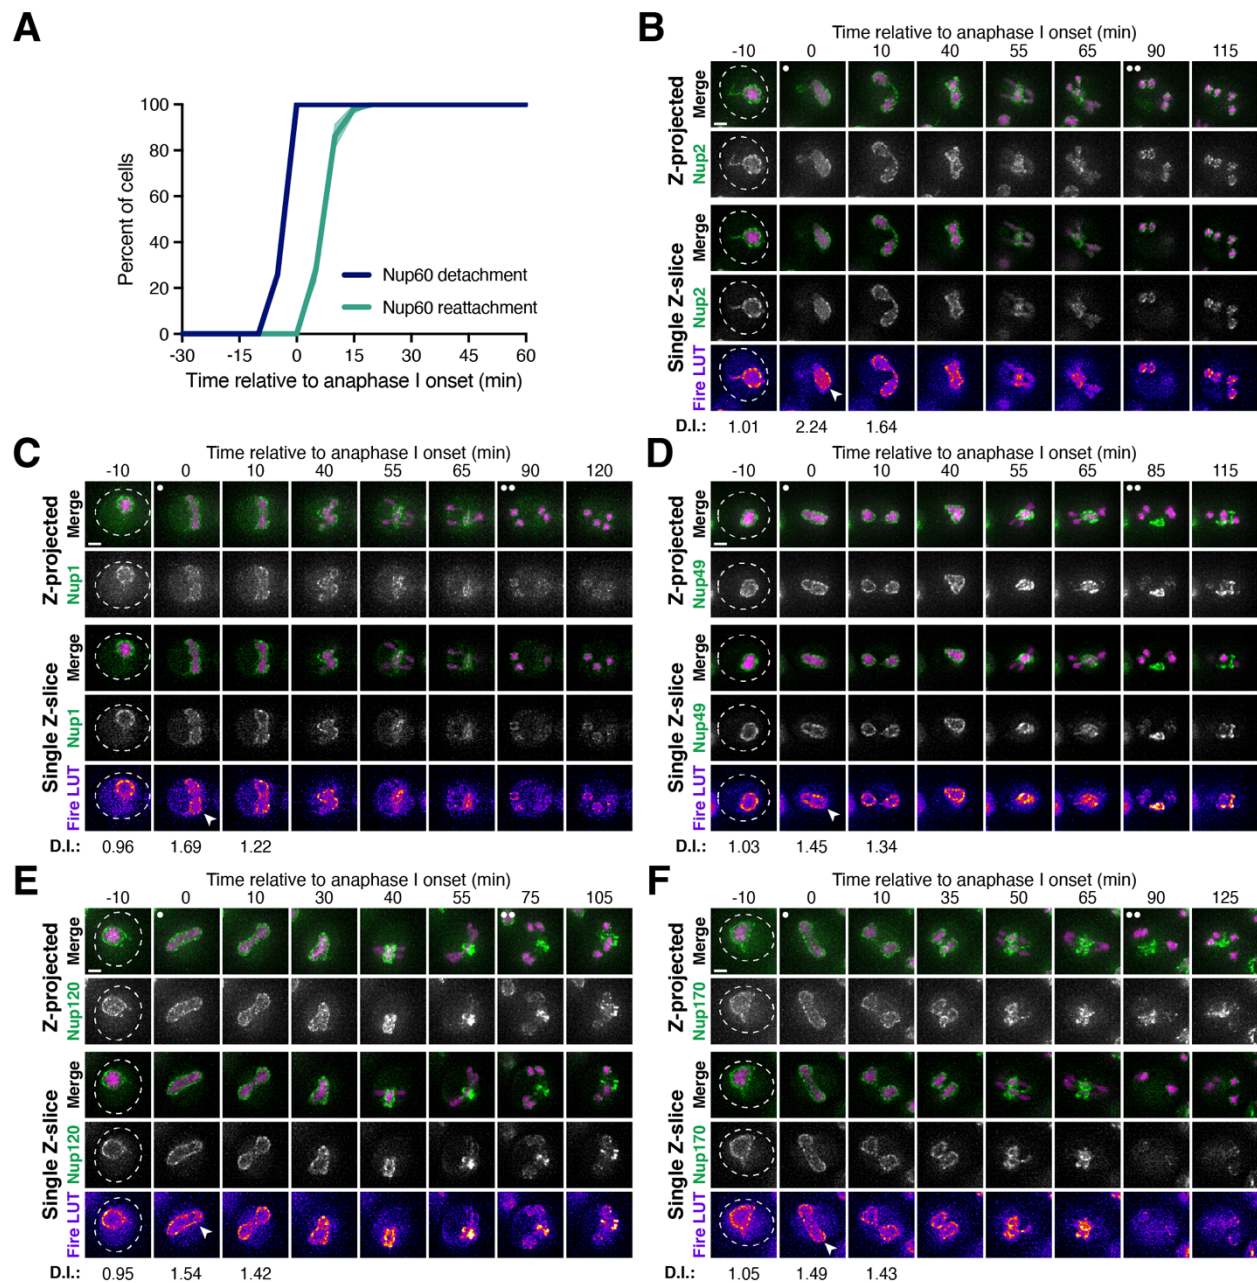 A
Percent of cells
100
80
60
40
20
0
Nup60 detachment
Nup60 reattachment
-30 -15 0 15 30 45 60
Time relative to anaphase I onset (min)
B
Time relative to anaphase I onset (min)
-10 0 10 40 55 65 90 115
Z-projected
Merge
Nup2
Single Z-slice
Merge
Nup2
Fire LUT
D.I.: 1.01 2.24 1.64
C
Time relative to anaphase I onset (min)
-10 0 10 40 55 65 90 120
Z-projected
Merge
Nup1
Single Z-slice
Merge
Nup1
Fire LUT
D.I.: 0.96 1.69 1.22
D
Time relative to anaphase I onset (min)
-10 0 10 40 55 65 85 115
Z-projected
Merge
Nup49
Single Z-slice
Merge
Nup49
Fire LUT
D.I.: 1.03 1.45 1.34
E
Time relative to anaphase I onset (min)
-10 0 10 30 40 55 75 105
Z-projected
Merge
Nup120
Single Z-slice
Merge
Nup120
Fire LUT
D.I.: 0.95 1.54 1.42
F
Time relative to anaphase I onset (min)
-10 0 10 35 50 65 90 125
Z-projected
Merge
Nup170
Single Z-slice
Merge
Nup170
Fire LUT
D.I.: 1.05 1.49 1.43